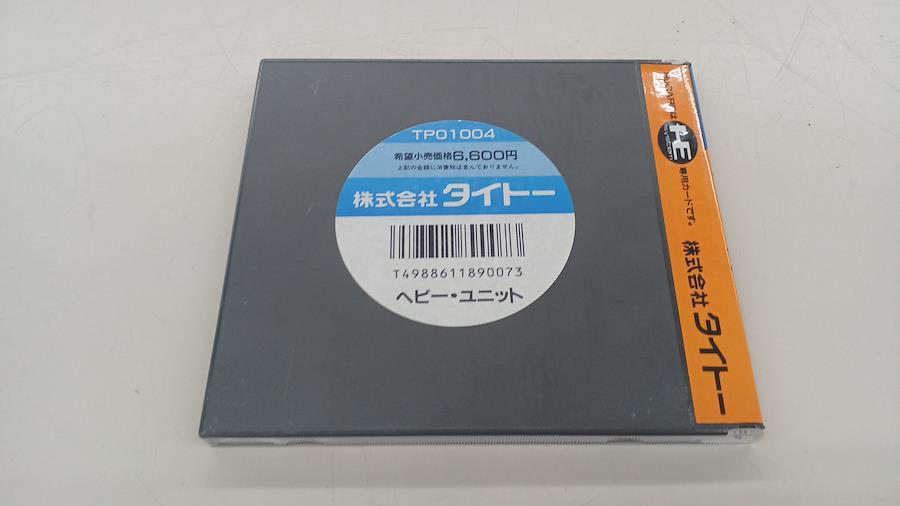 TP01004
希望小売価格6,600円
上記の金額に消費税は含んでおりません。
株式会社 タイトー
T4988611890073
ヘビー・ユニット
専用カードです。
株式会社 タイトー